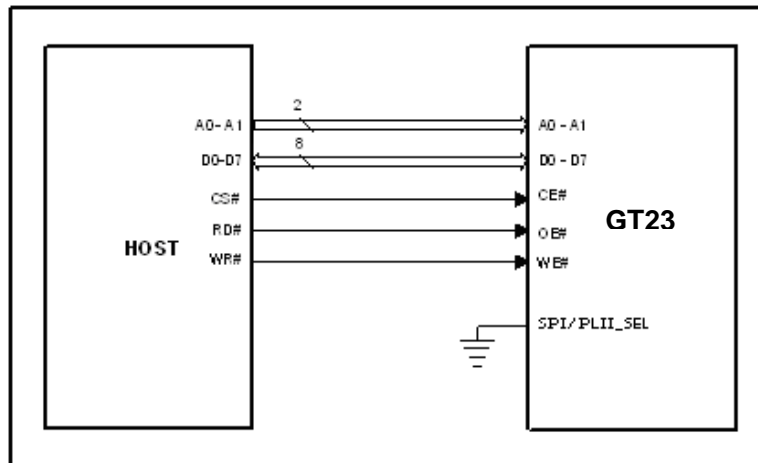 2
A0-A1 A0-A1
8
D0-D7 D0-D7
CS# CE#
GT23
RD# OE#
HOST
WR# WE#
SPI/PLII_SEL